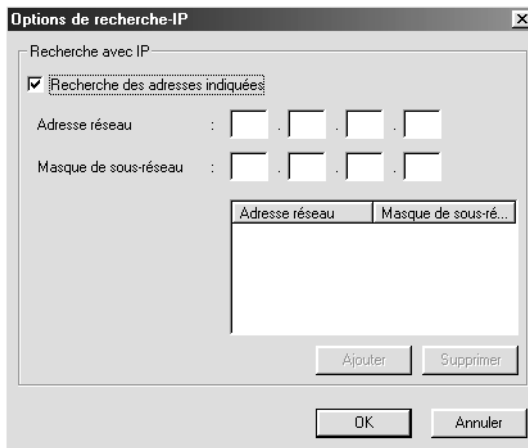 Options de recherche-IP
Recherche avec IP
Recherche des adresses indiquées
Adresse réseau : . . .
Masque de sous-réseau : . . .
Adresse réseau Masque de sous-ré...
Ajouter Supprimer
OK Annuler